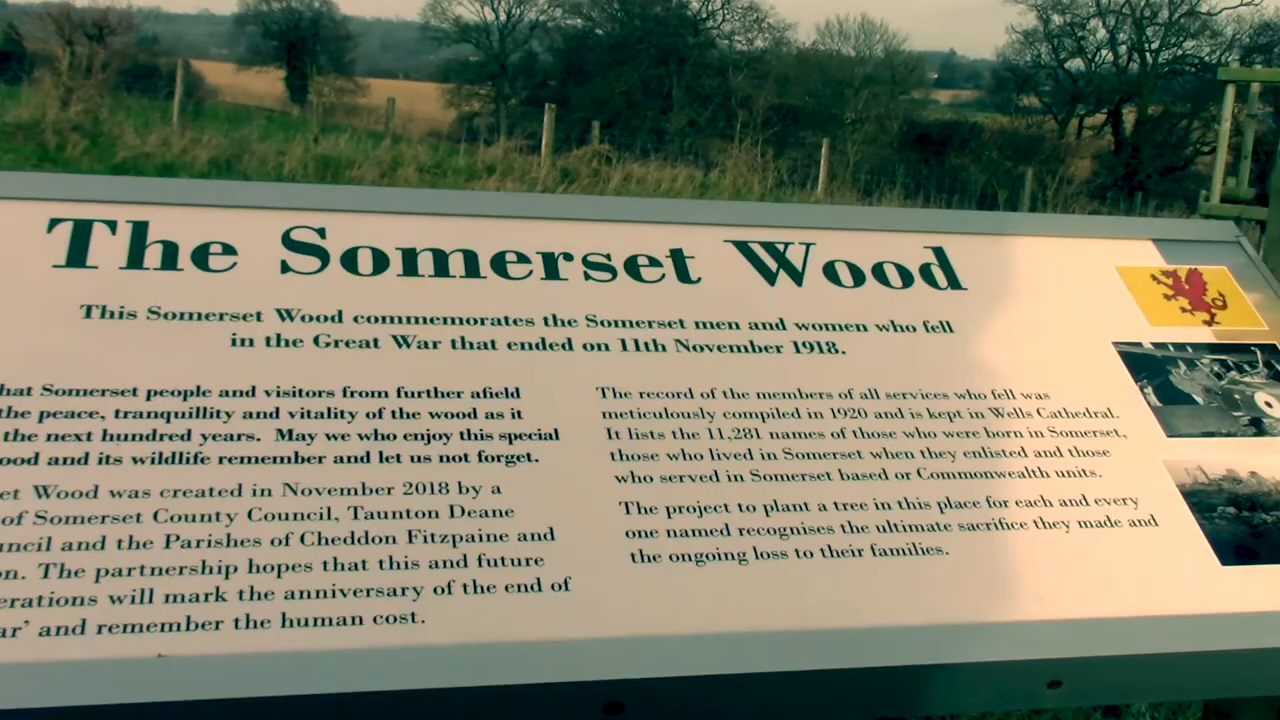 The Somerset Wood
This Somerset Wood commemorates the Somerset men and women who fell
in the Great War that ended on 11th November 1918.
hat Somerset people and visitors from further afield
the peace, tranquillity and vitality of the wood as it
the next hundred years. May we who enjoy this special
ood and its wildlife remember and let us not forget.
et Wood was created in November 2018 by a
of Somerset County Council, Taunton Deane
uncil and the Parishes of Cheddon Fitzpaine and
on. The partnership hopes that this and future
erations will mark the anniversary of the end of
ar' and remember the human cost.
The record of the members of all services who fell was
meticulously compiled in 1920 and is kept in Wells Cathedral.
It lists the 11,281 names of those who were born in Somerset,
those who lived in Somerset when they enlisted and those
who served in Somerset based or Commonwealth units.
The project to plant a tree in this place for each and every
one named recognises the ultimate sacrifice they made and
the ongoing loss to their families.